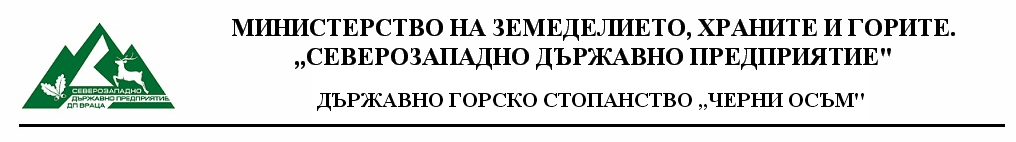 МИНИСТЕРСТВО НА ЗЕМЕДЕЛИЕТО, ХРАНИТЕ И ГОРИТЕ.
„СЕВЕРОЗАПАДНО ДЪРЖАВНО ПРЕДПРИЯТИЕ"
ДЪРЖАВНО ГОРСКО СТОПАНСТВО „ЧЕРНИ ОСЪМ"
СЕВЕРОЗАПАДНО
ДЪРЖАВНО ПРЕДПРИЯТИЕ
ДП ВРАЦА